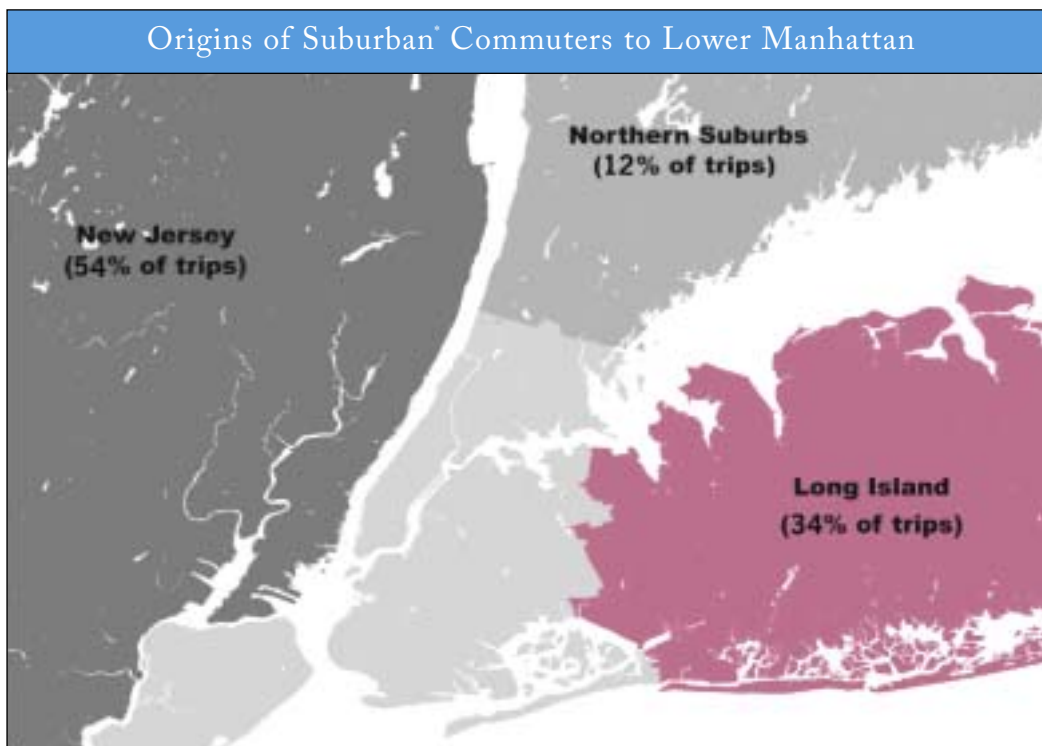 Origins of Suburban* Commuters to Lower Manhattan
Northern Suburbs
(12% of trips)
New Jersey
(54% of trips)
Long Island
(34% of trips)